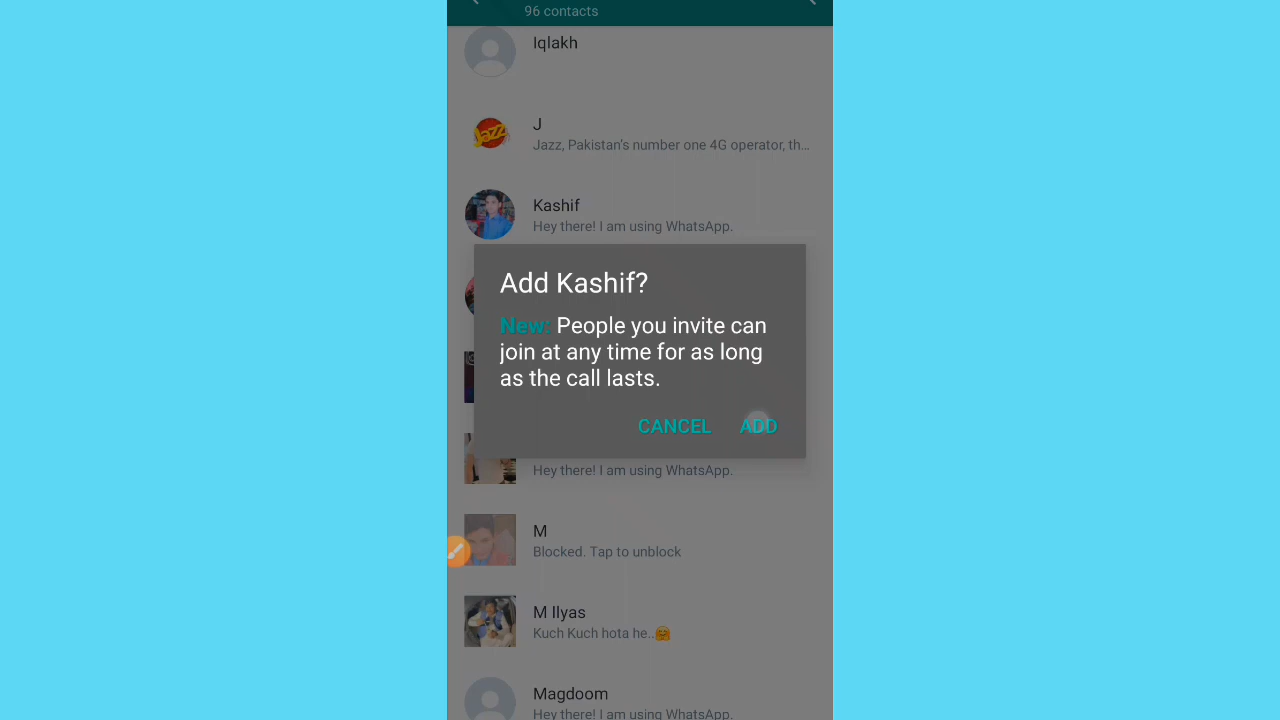 96 contacts
Iqlakh
Jazz
J
Jazz, Pakistan's number one 4G operator, th...
Kashif
Hey there! I am using WhatsApp.
Add Kashif?
New: People you invite can
join at any time for as long
as the call lasts.
CANCEL ADD
Hey there! I am using WhatsApp.
M
Blocked. Tap to unblock
M Ilyas
Kuch Kuch hota he..🤗
Magdoom
Hey there! I am using WhatsApp.